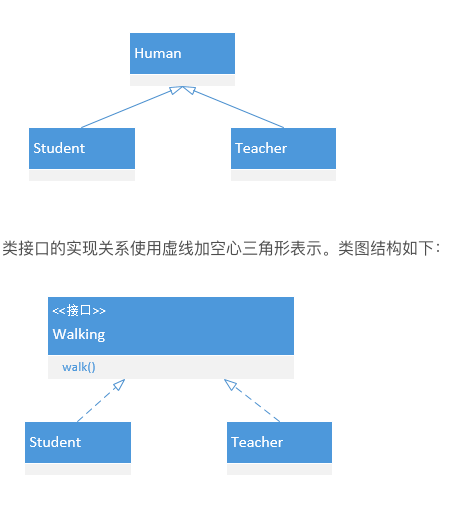 Human
Student
Teacher
类接口的实现关系使用虚线加空心三角形表示。类图结构如下：
<<接口>>
Walking
walk()
Student
Teacher